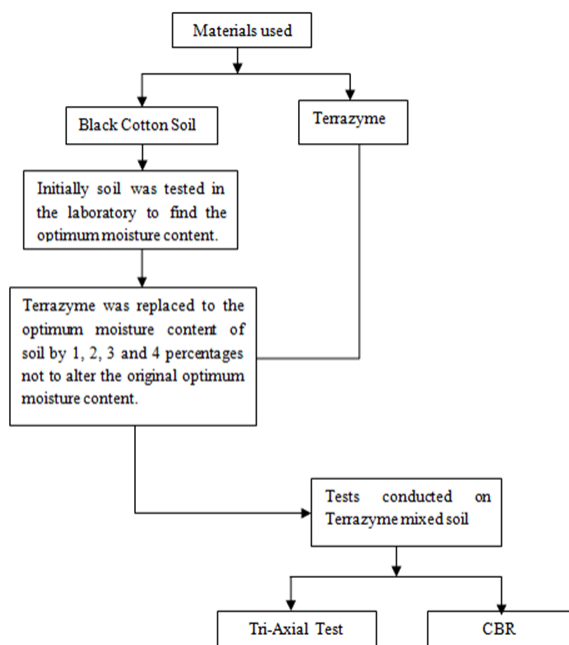 Materials used
Black Cotton Soil
Terrazyme
Initially soil was tested in
the laboratory to find the
optimum moisture content.
Terrazyme was replaced to the
optimum moisture content of
soil by 1, 2, 3 and 4 percentages
not to alter the original optimum
moisture content.
Tests conducted on
Terrazyme mixed soil
Tri-Axial Test
CBR